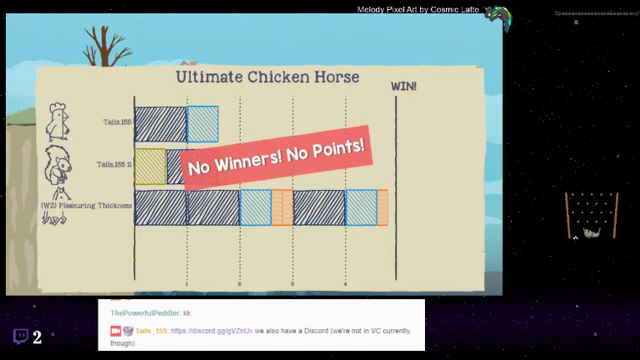 Melody Pixel Art by Cosmic Latte
Ultimate Chicken Horse
WIN!
Tails.155
Tails.155 2
No Winners! No Points!
(W2) Pleasuring Thickness
1
2
3
4
ThePowerfulPeddler: kk
Tails_155: https://discord.gg/gVZnUx we also have a Discord (we're not in VC currently,
though)
2